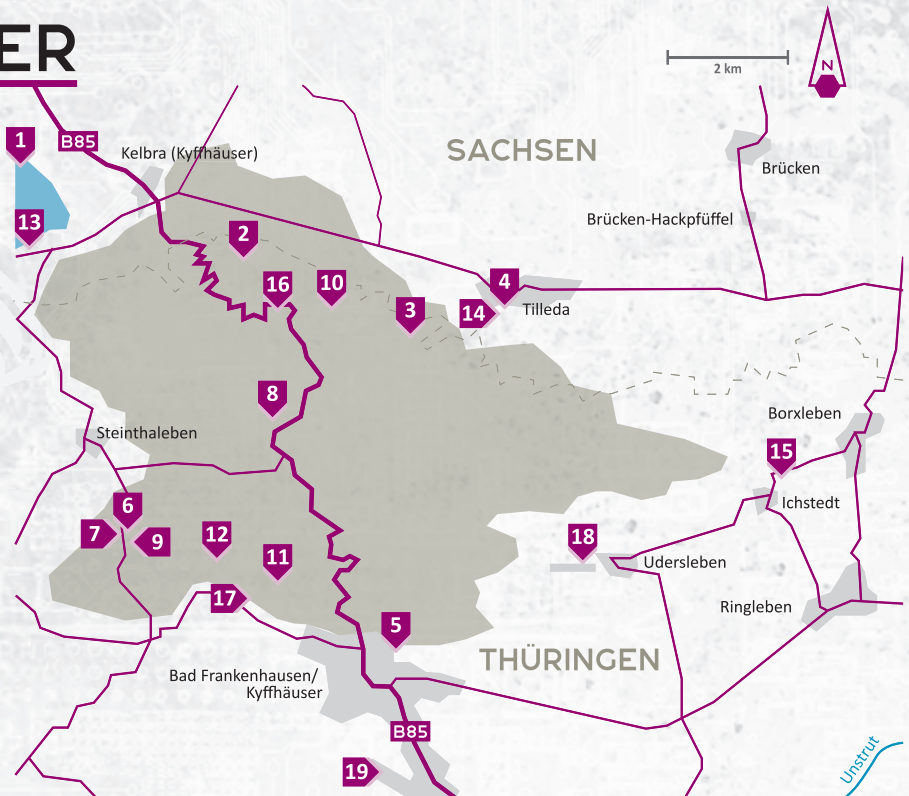 ER
N
2 km
1
B85
Kelbra (Kyffhäuser)
SACHSEN
Brücken
13
2
Brücken-Hackpfüffel
16
10
4
3
14
Tilleda
8
Borxleben
Steinthaleben
15
6
Ichstedt
7
9
12
18
11
Udersleben
17
Ringleben
5
THÜRINGEN
Bad Frankenhausen/
Kyffhäuser
B85
19
Unstrut